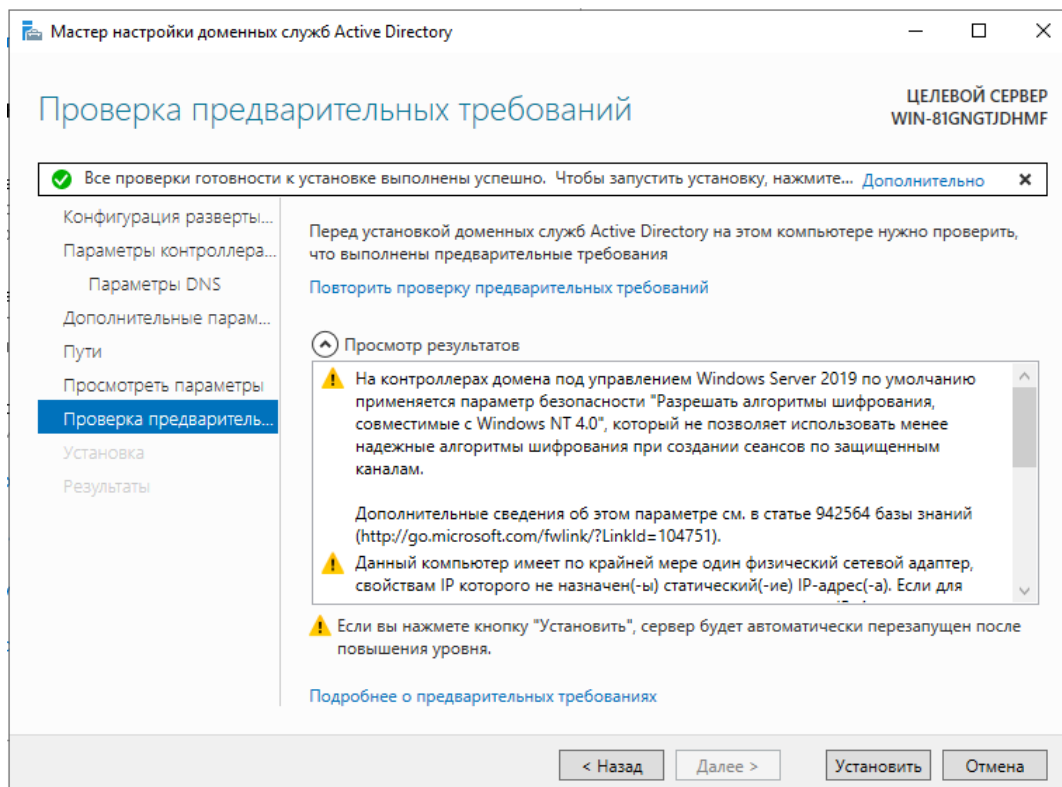 Мастер настройки доменных служб Active Directory
Проверка предварительных требований
ЦЕЛЕВОЙ СЕРВЕР
WIN-81GNGTJDHMF
Все проверки готовности к установке выполнены успешно. Чтобы запустить установку, нажмите... Дополнительно
Конфигурация разверты...
Параметры контроллера...
Параметры DNS
Дополнительные парам...
Пути
Просмотреть параметры
Проверка предваритель...
Установка
Результаты
Перед установкой доменных служб Active Directory на этом компьютере нужно проверить,
что выполнены предварительные требования
Повторить проверку предварительных требований
Просмотр результатов
На контроллерах домена под управлением Windows Server 2019 по умолчанию
применяется параметр безопасности "Разрешать алгоритмы шифрования,
совместимые с Windows NT 4.0", который не позволяет использовать менее
надежные алгоритмы шифрования при создании сеансов по защищенным
каналам.
Дополнительные сведения об этом параметре см. в статье 942564 базы знаний
(http://go.microsoft.com/fwlink/?LinkId=104751).
Данный компьютер имеет по крайней мере один физический сетевой адаптер,
свойствам IP которого не назначен(-ы) статический(-ие) IP-адрес(-а). Если для
Если вы нажмете кнопку "Установить", сервер будет автоматически перезапущен после
повышения уровня.
Подробнее о предварительных требованиях
< Назад
Далее >
Установить
Отмена